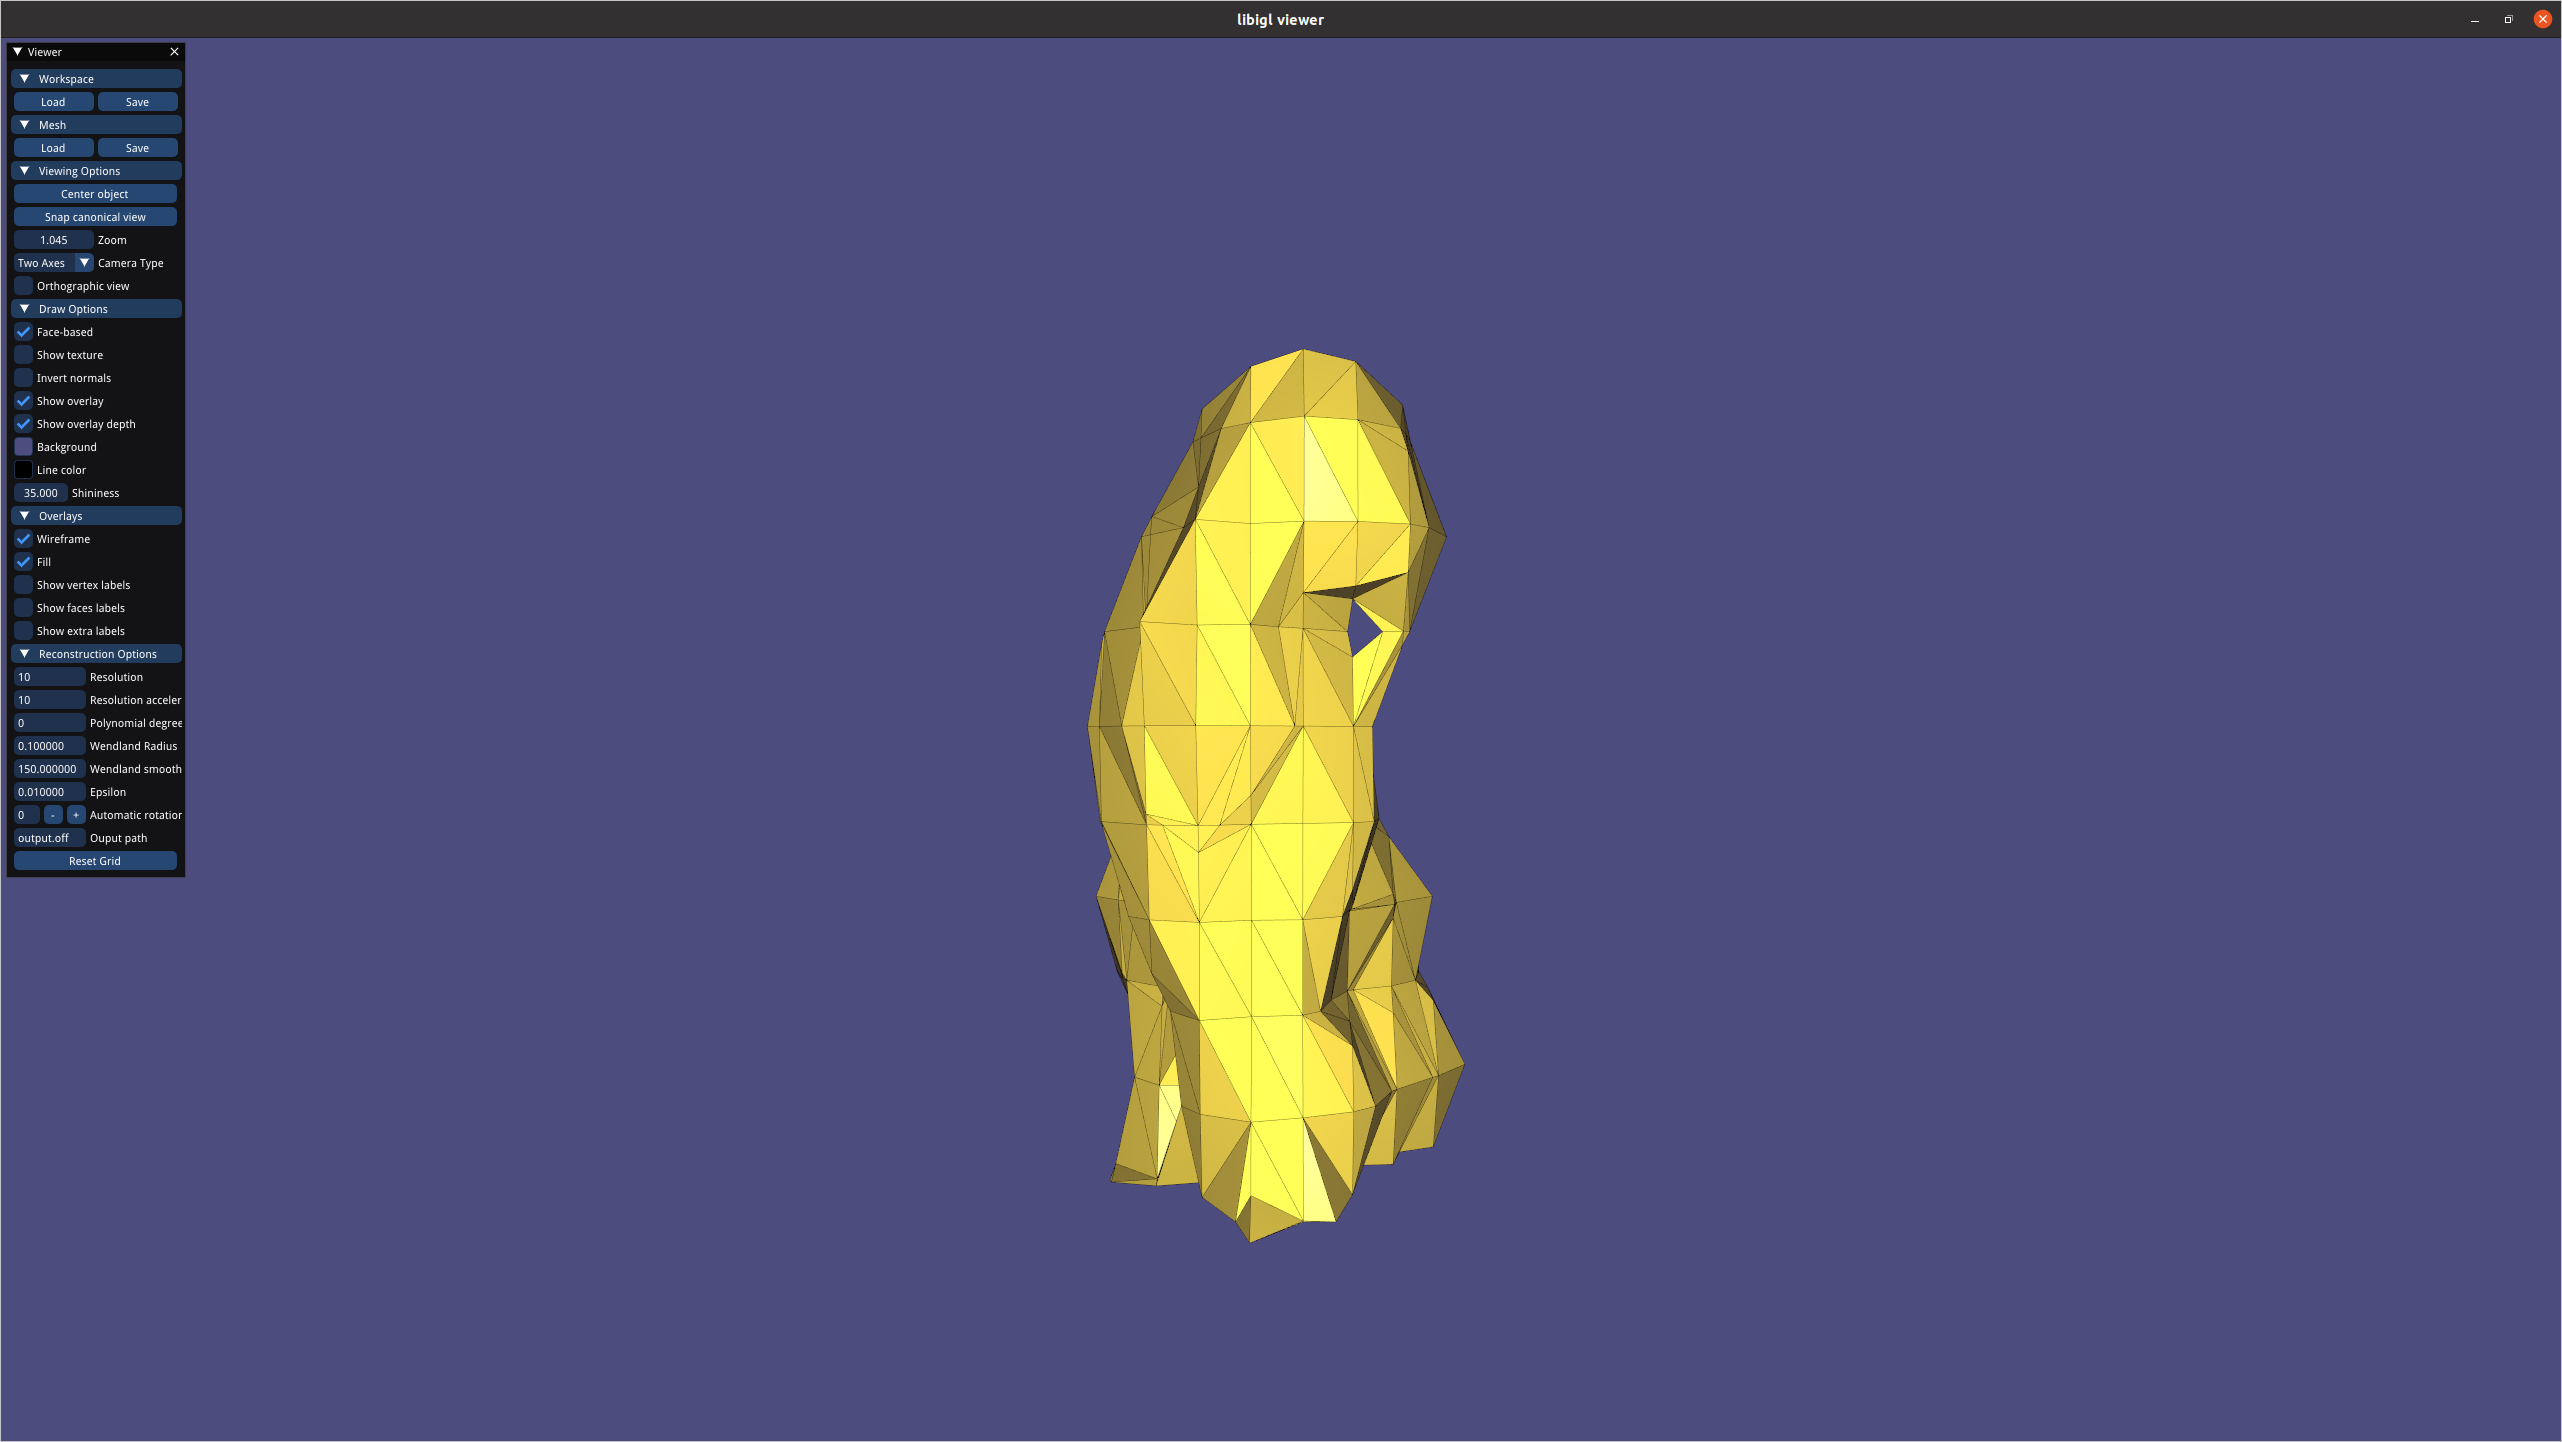 libigl viewer
Viewer
Workspace
Load Save
Mesh
Load Save
Viewing Options
Center object
Snap canonical view
1.045 Zoom
Two Axes Camera Type
Orthographic view
Draw Options
Face-based
Show texture
Invert normals
Show overlay
Show overlay depth
Background
Line color
35.000 Shininess
Overlays
Wireframe
Fill
Show vertex labels
Show faces labels
Show extra labels
Reconstruction Options
10 Resolution
10 Resolution acceler
0 Polynomial degree
0.100000 Wendland Radius
150.000000 Wendland smooth
0.010000 Epsilon
0 - + Automatic rotation
output.off Ouput path
Reset Grid